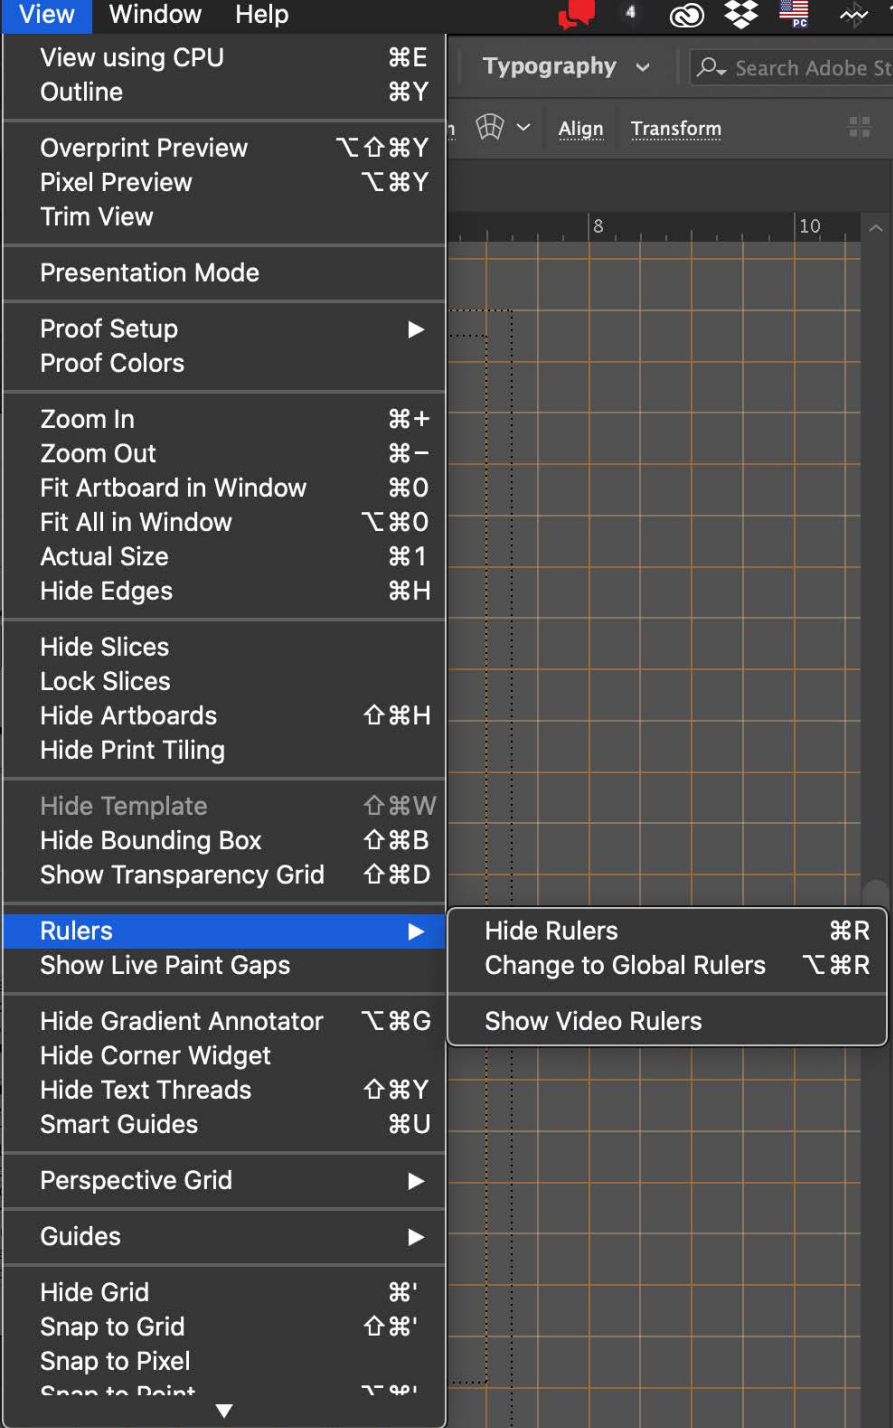 View Window Help 4 PC
View using CPU ⌘E
Outline ⌘Y
Typography
Search Adobe St
Align Transform
Overprint Preview ⌥⇧⌘Y
Pixel Preview ⌥⌘Y
Trim View
8 10
Presentation Mode
Proof Setup ▶
Proof Colors
Zoom In ⌘+
Zoom Out ⌘−
Fit Artboard in Window ⌘0
Fit All in Window ⌥⌘0
Actual Size ⌘1
Hide Edges ⌘H
Hide Slices
Lock Slices
Hide Artboards ⇧⌘H
Hide Print Tiling
Hide Template ⇧⌘W
Hide Bounding Box ⇧⌘B
Show Transparency Grid ⇧⌘D
Rulers ▶
Show Live Paint Gaps
Hide Rulers ⌘R
Change to Global Rulers ⌥⌘R
Show Video Rulers
Hide Gradient Annotator ⌥⌘G
Hide Corner Widget
Hide Text Threads ⇧⌘Y
Smart Guides ⌘U
Perspective Grid ▶
Guides ▶
Hide Grid ⌘'
Snap to Grid ⇧⌘'
Snap to Pixel
Snap to Point ⌥⌘'